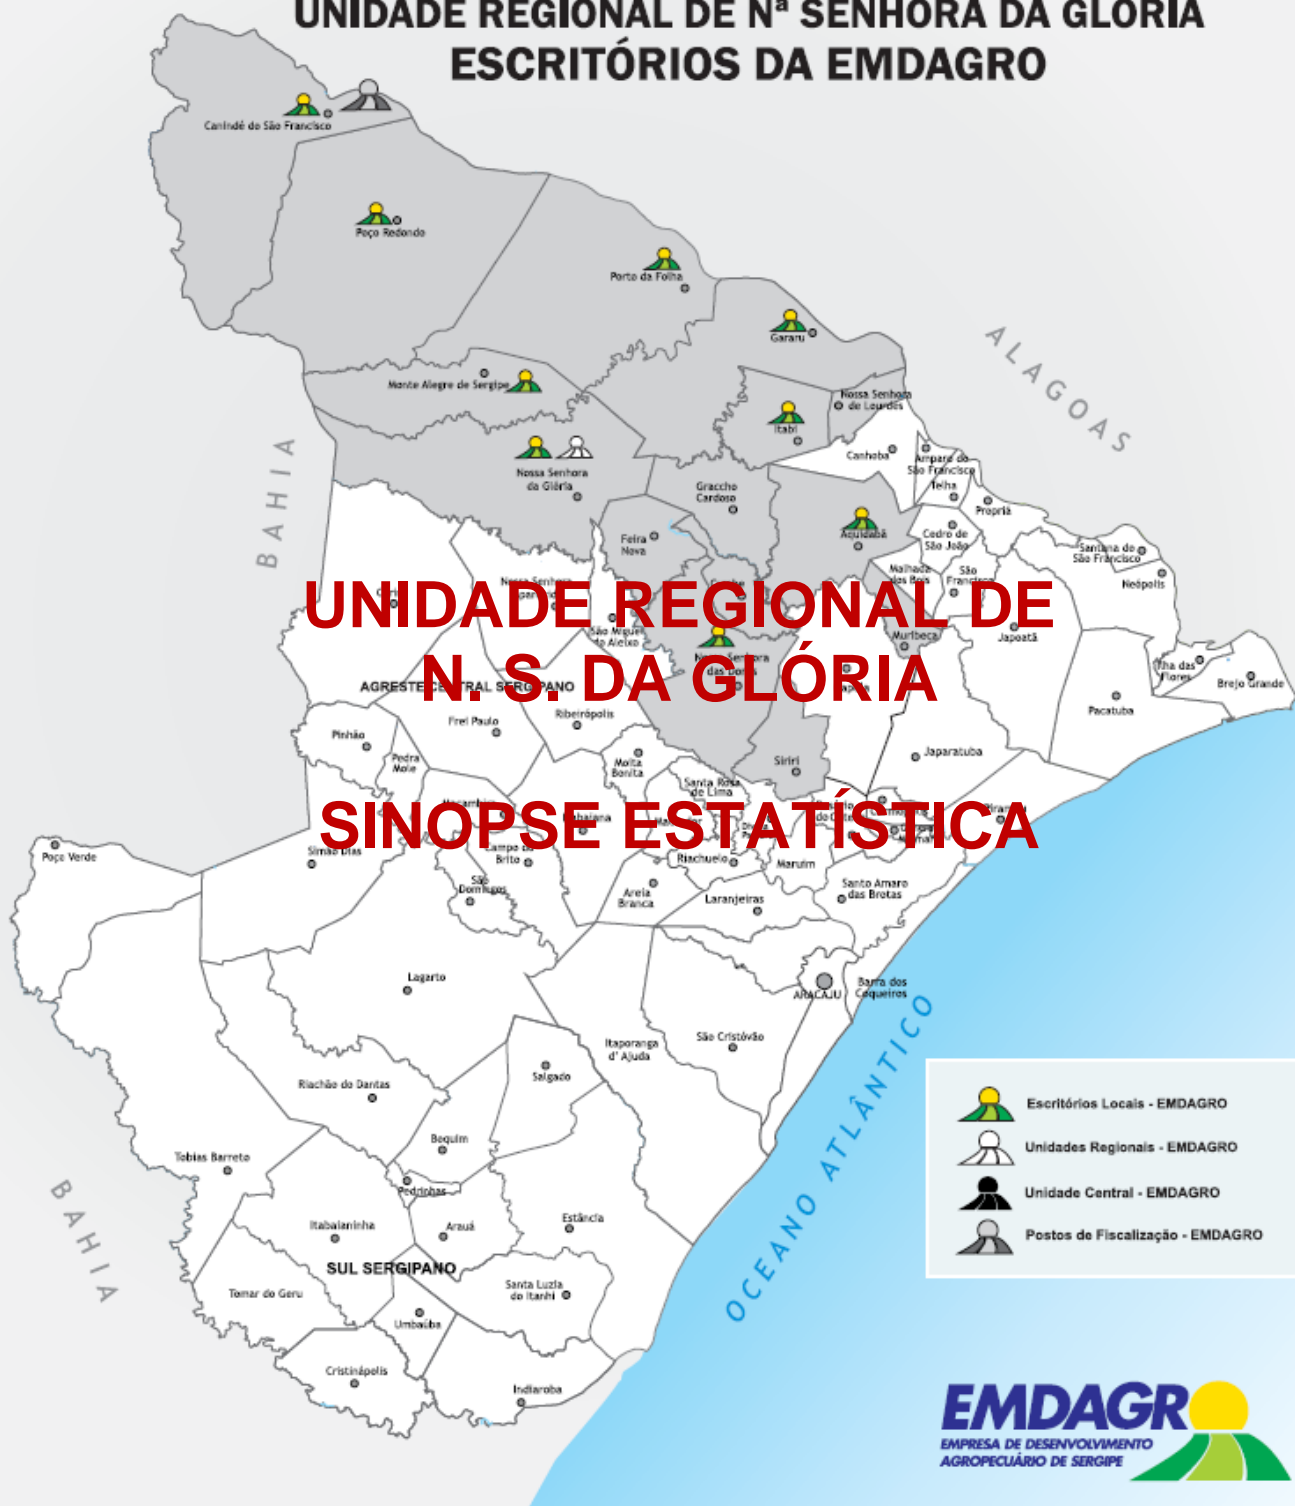 UNIDADE REGIONAL DE Nª SENHORA DA GLÓRIA
ESCRITÓRIOS DA EMDAGRO
Canindé do São Francisco
Poço Redondo
Porto da Folha
Gararu
ALAGOAS
Monte Alegre de Sergipe
Nossa Senhora
de Lourdes
Itabi
BAHIA
Canhoba
Amparo do
São Francisco
Telha
Nossa Senhora
da Glória
Graccho
Cardoso
Propriá
Aquidabã
Feira
Nova
Cedro de
São João
Santana do
São Francisco
Malhada
dos Bois
São
Neópolis
Nossa Senhora
UNIDADE REGIONAL DE
São Miguel
do Aleixo
Muribeca
Japoatã
N. S. DA GLÓRIA
Nossa Senhora
das Dores
Ilha das
Flores
Brejo Grande
AGRESTE CENTRAL SERGIPANO
Pacatuba
Frei Paulo
Ribeirópolis
Pinhão
Pedra
Mole
Moita
Bonita
Siriri
Japaratuba
Santa Rosa
de Lima
SINOPSE ESTATÍSTICA
Poço Verde
Simão Dias
Campo do
Brito
Riachuelo
Maruim
São
Domingos
Areia
Branca
Laranjeiras
Santo Amaro
das Brotas
Lagarto
ARACAJU
Barra dos
Coqueiros
São Cristóvão
Itaporanga
d' Ajuda
OCEANO ATLÂNTICO
Salgado
Riachão do Dantas
Boquim
Tobias Barreto
Pedrinhas
BAHIA
Itabaianinha
Arauá
Estância
SUL SERGIPANO
Tomar do Geru
Santa Luzia
do Itanhi
Umbaúba
Cristinápolis
Indiaroba
Escritórios Locais - EMDAGRO
Unidades Regionais - EMDAGRO
Unidade Central - EMDAGRO
Postos de Fiscalização - EMDAGRO
EMDAGRO
EMPRESA DE DESENVOLVIMENTO
AGROPECUÁRIO DE SERGIPE